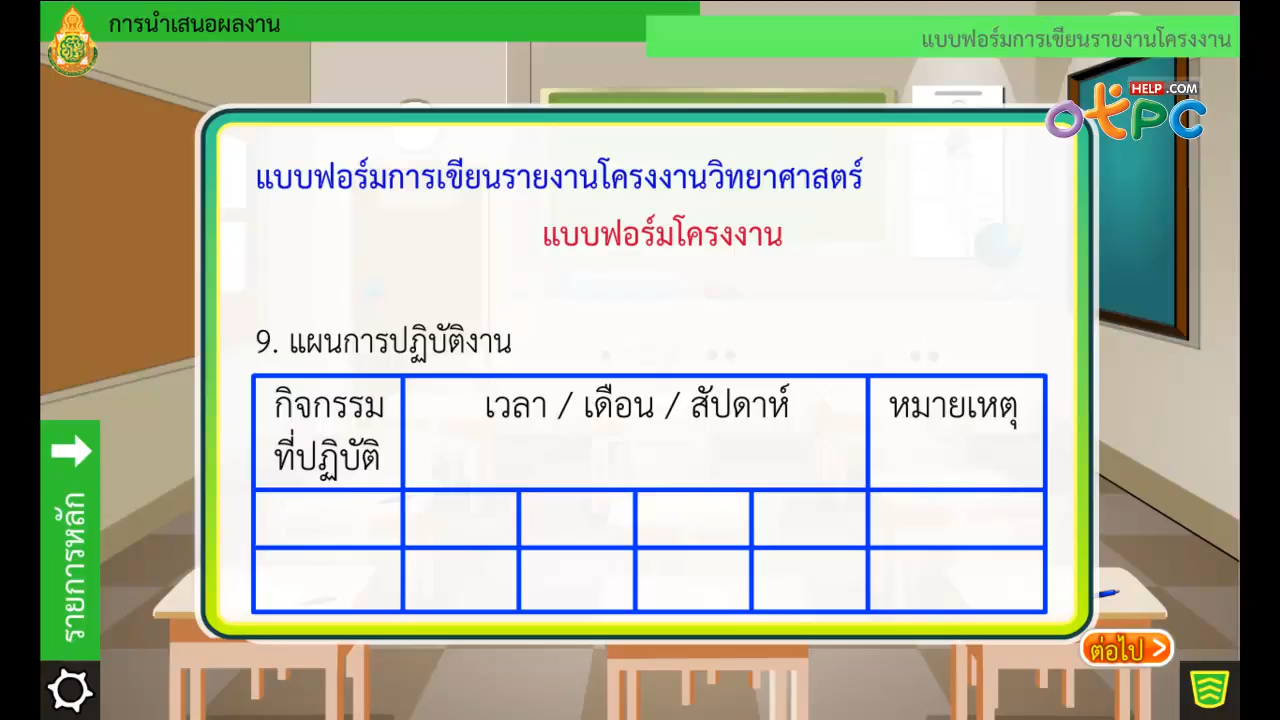 การนำเสนอผลงาน
แบบฟอร์มการเขียนรายงานโครงงาน
HELP.COM
OTPC
แบบฟอร์มการเขียนรายงานโครงงานวิทยาศาสตร์
แบบฟอร์มโครงงาน
9. แผนการปฏิบัติงาน
กิจกรรม
ที่ปฏิบัติ
เวลา / เดือน / สัปดาห์
หมายเหตุ
รายการหลัก
ต่อไป >